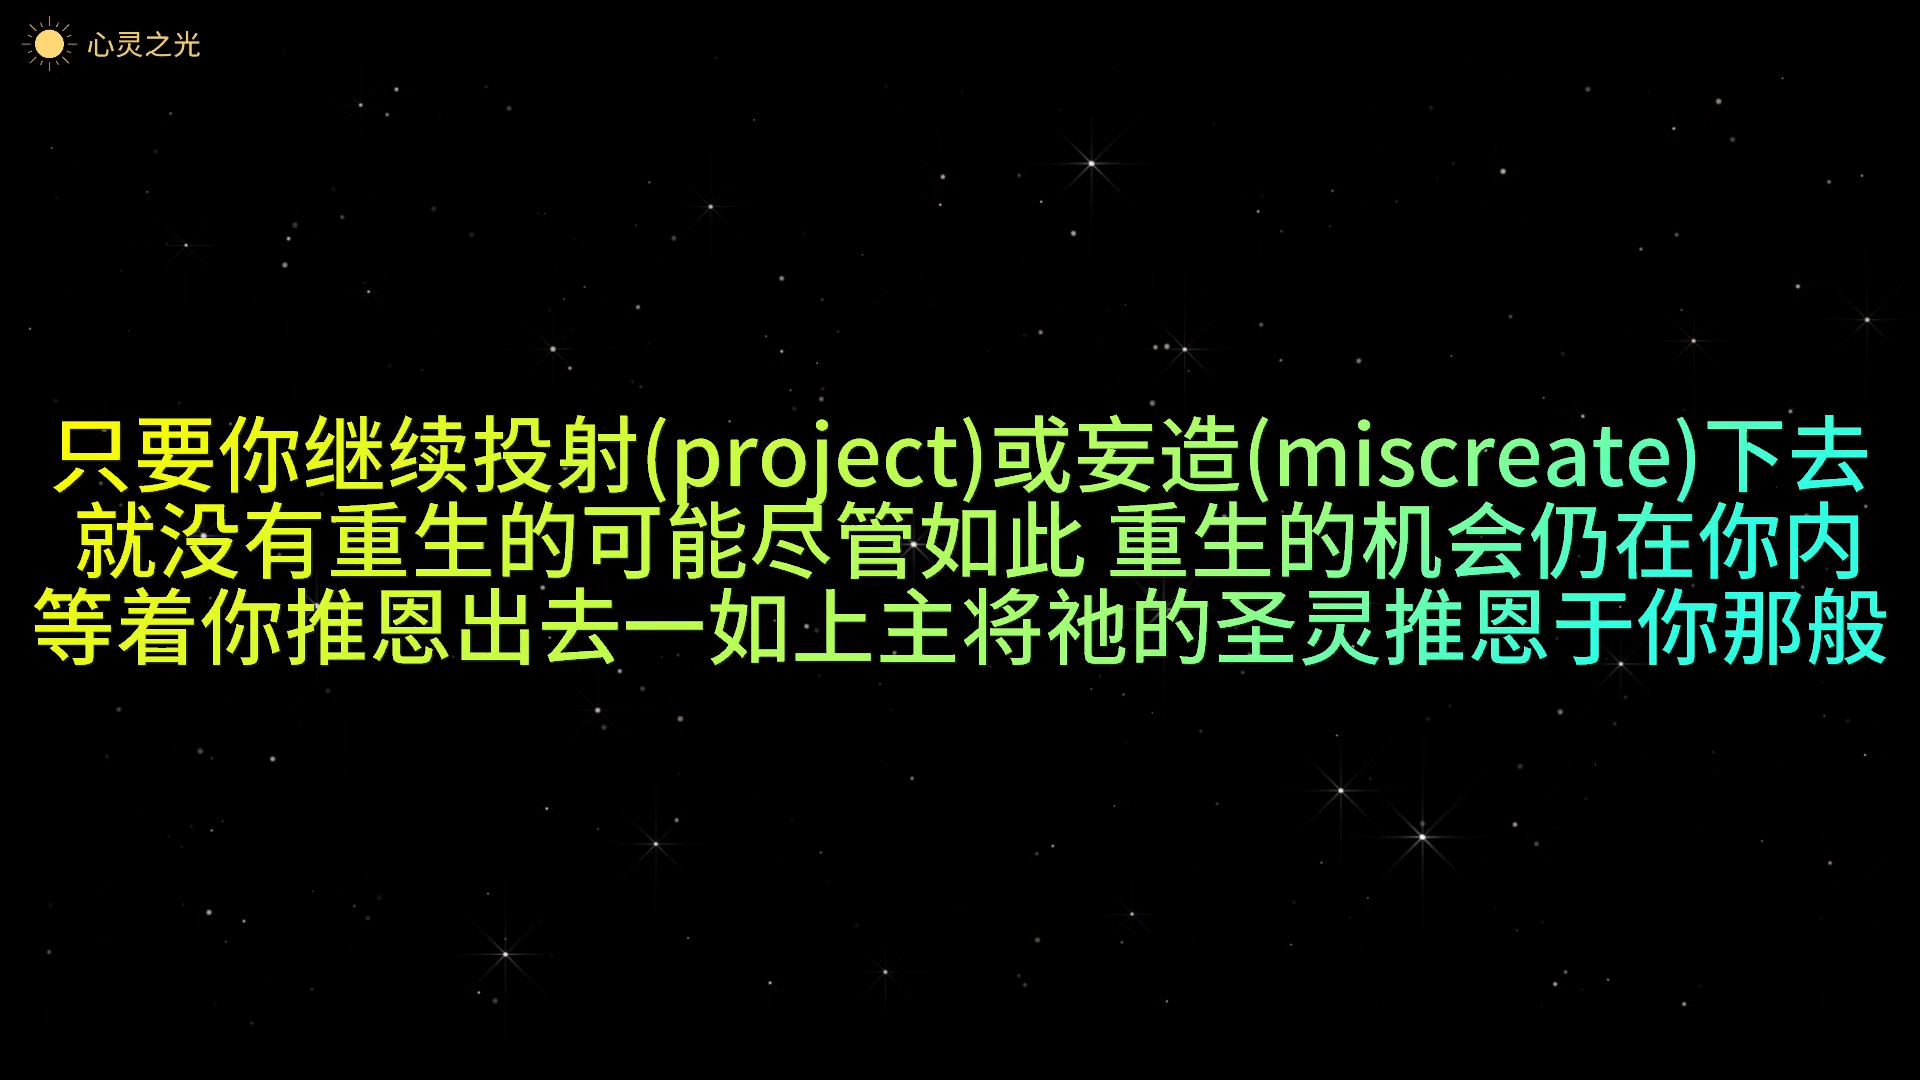 心灵之光
只要你继续投射(project)或妄造(miscreate)下去
就没有重生的可能尽管如此 重生的机会仍在你内
等着你推恩出去一如上主将祂的圣灵推恩于你那般